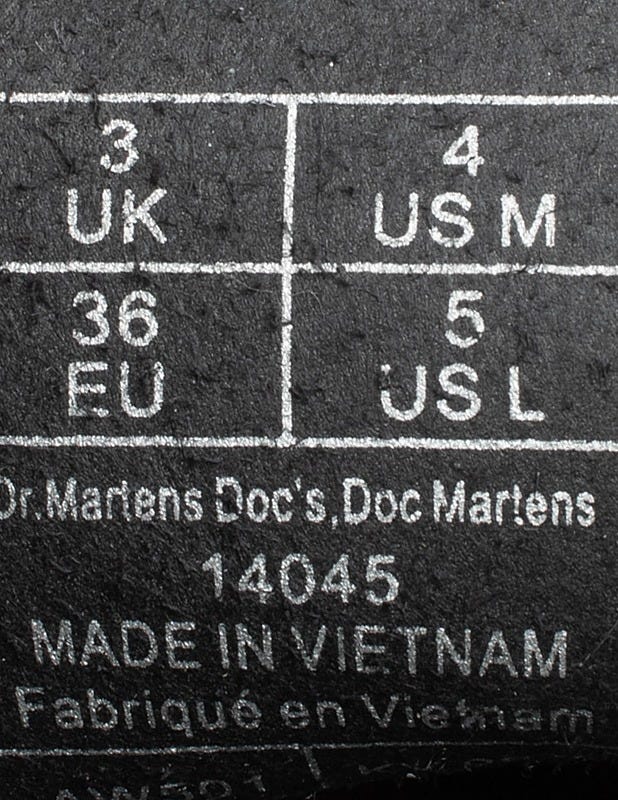 3
UK
4
US M
36
EU
5
US L
Dr.Martens Doc's,Doc Martens
14045
MADE IN VIETNAM
Fabriqué en Vietnam